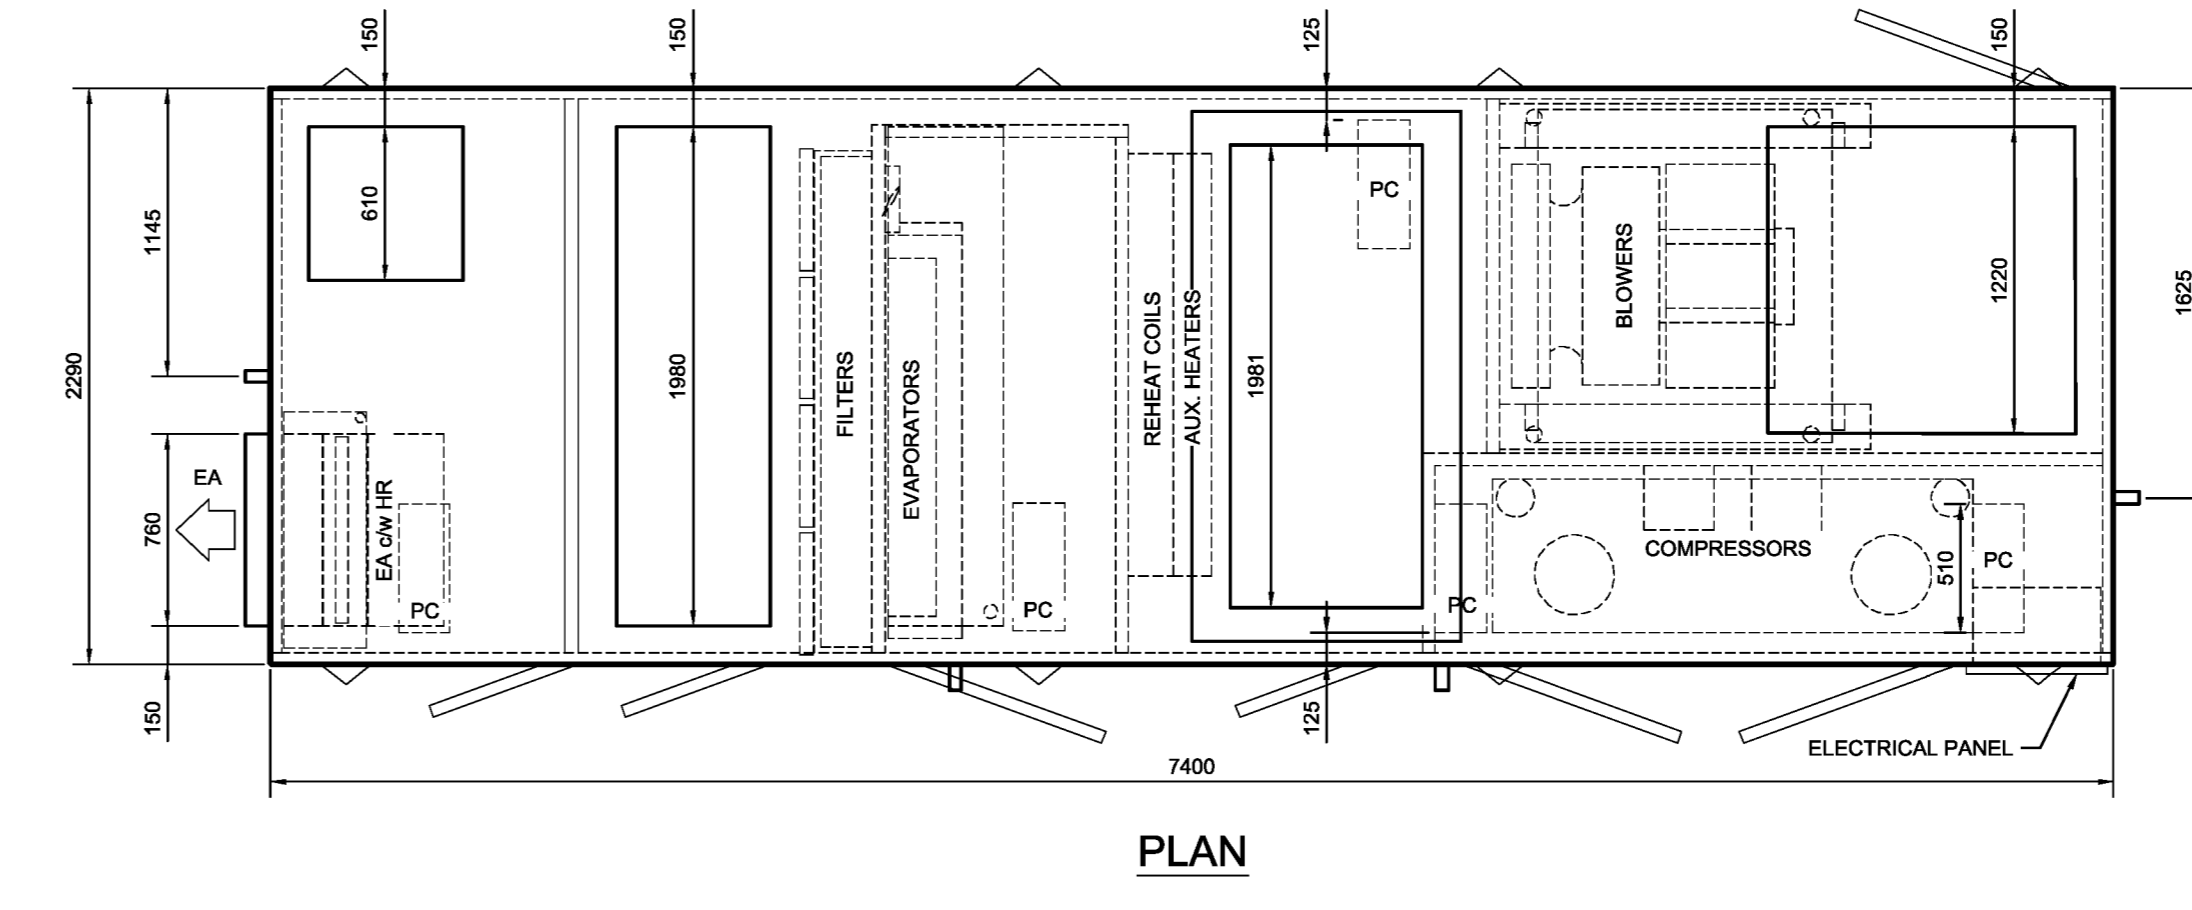 150
150
125
150
610
1145
2290
1980
1981
1220
1625
PC
BLOWERS
REHEAT COILS
AUX. HEATERS
FILTERS
EVAPORATORS
EA
760
EA c/w HR
PC
PC
PC
COMPRESSORS
510
PC
150
125
ELECTRICAL PANEL
7400
PLAN